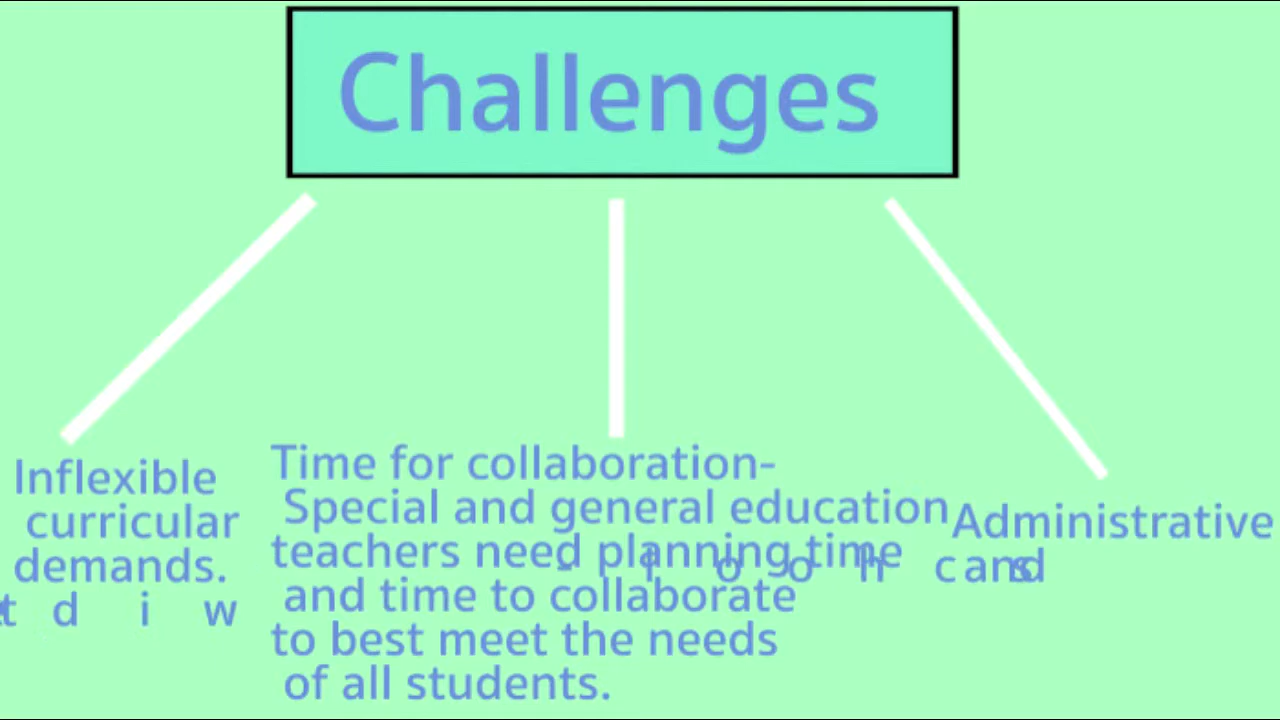 Challenges
Inflexible
curricular
demands.
t d i w
Time for collaboration-
Special and general education
teachers need planning time
and time to collaborate
to best meet the needs
of all students.
Administrative
and